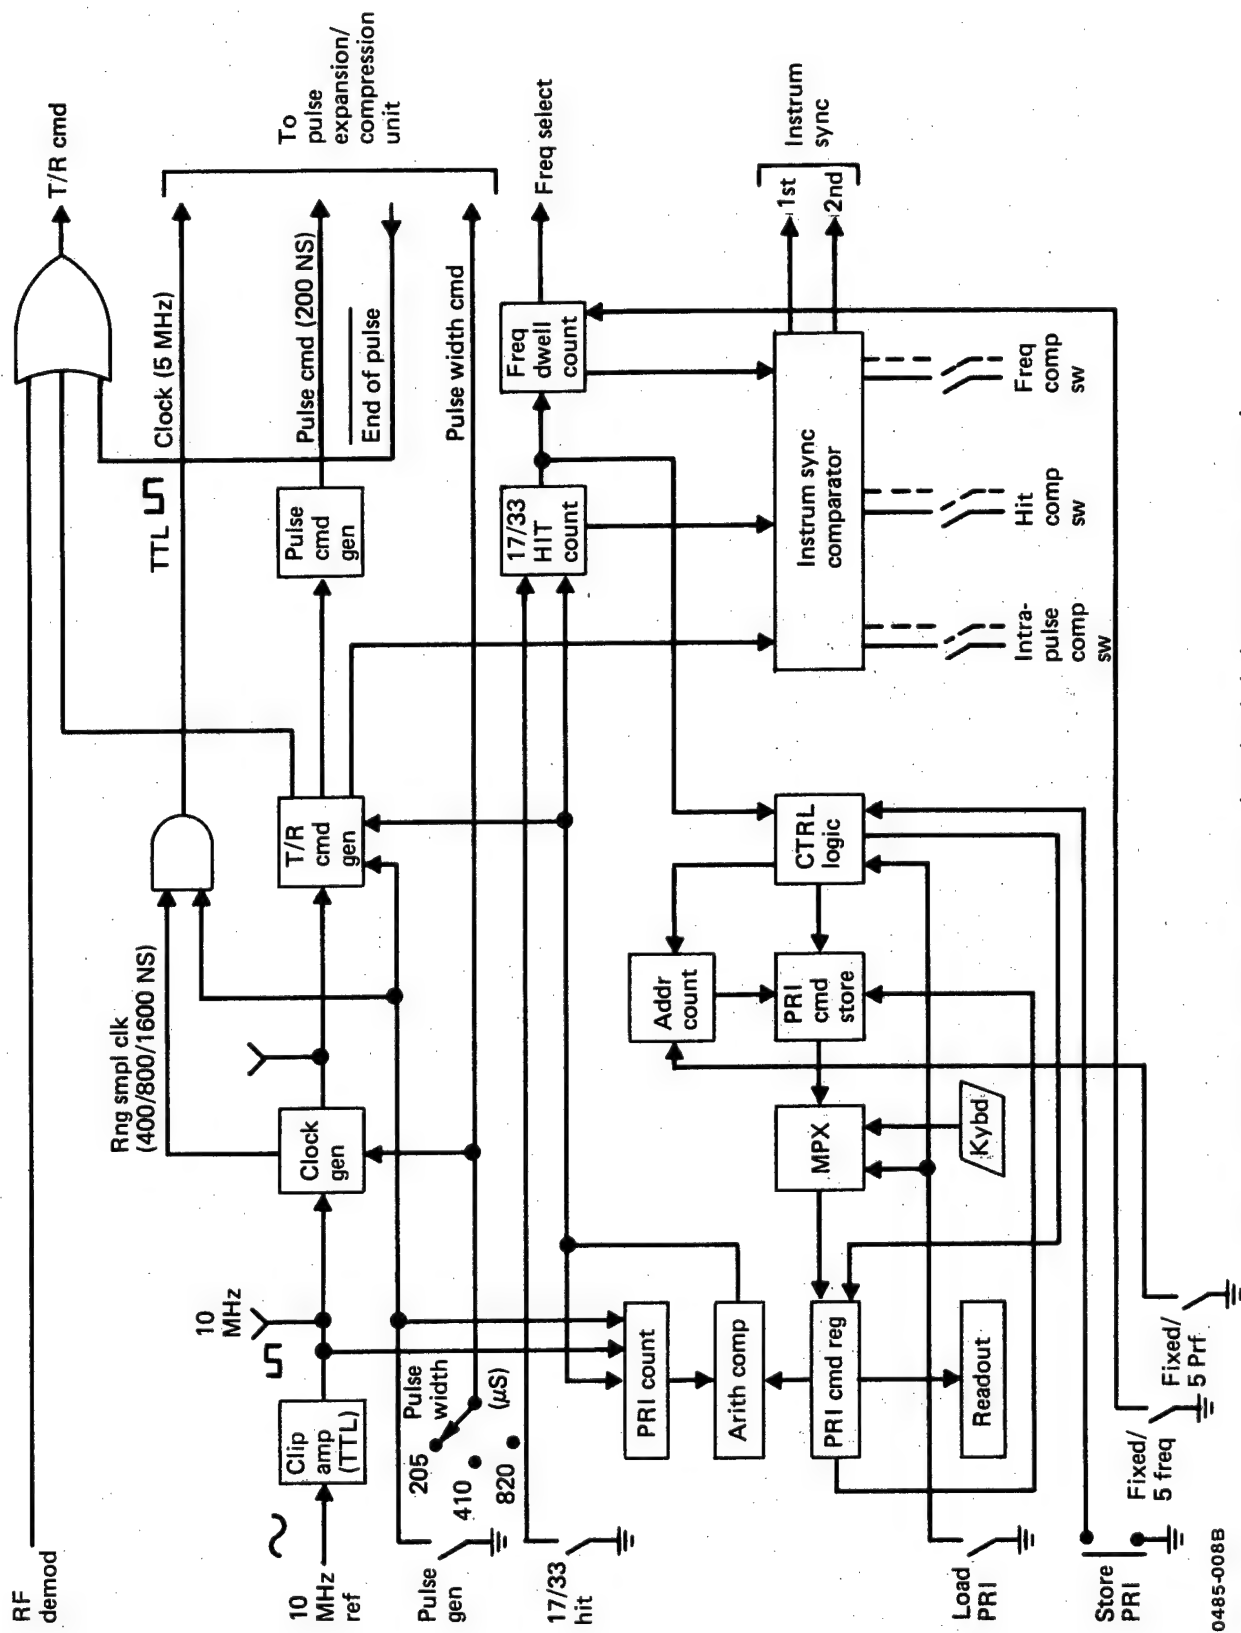 RF
demod
T/R cmd
Rng smpl clk
(400/800/1600 NS)
TTL
Clock (5 MHz)
To
pulse
expansion/
compression
unit
10
MHz
ref
Clip
amp
(TTL)
10
MHz
Clock
gen
T/R
cmd
gen
Pulse
cmd
gen
Pulse cmd (200 NS)
End of pulse
Pulse
gen
Pulse
width
(μS)
205
410
820
Pulse width cmd
17/33
hit
17/33
HIT
count
Freq
dwell
count
Freq select
PRI count
Arith comp
PRI cmd reg
Readout
MPX
Kybd
Addr
count
PRI
cmd
store
CTRL
logic
Instrum sync
comparator
1st
2nd
Instrum
sync
Intra-
pulse
comp
sw
Hit
comp
sw
Freq
comp
sw
Load
PRI
Store
PRI
Fixed/
5 freq
Fixed/
5 Prf
0485-008B